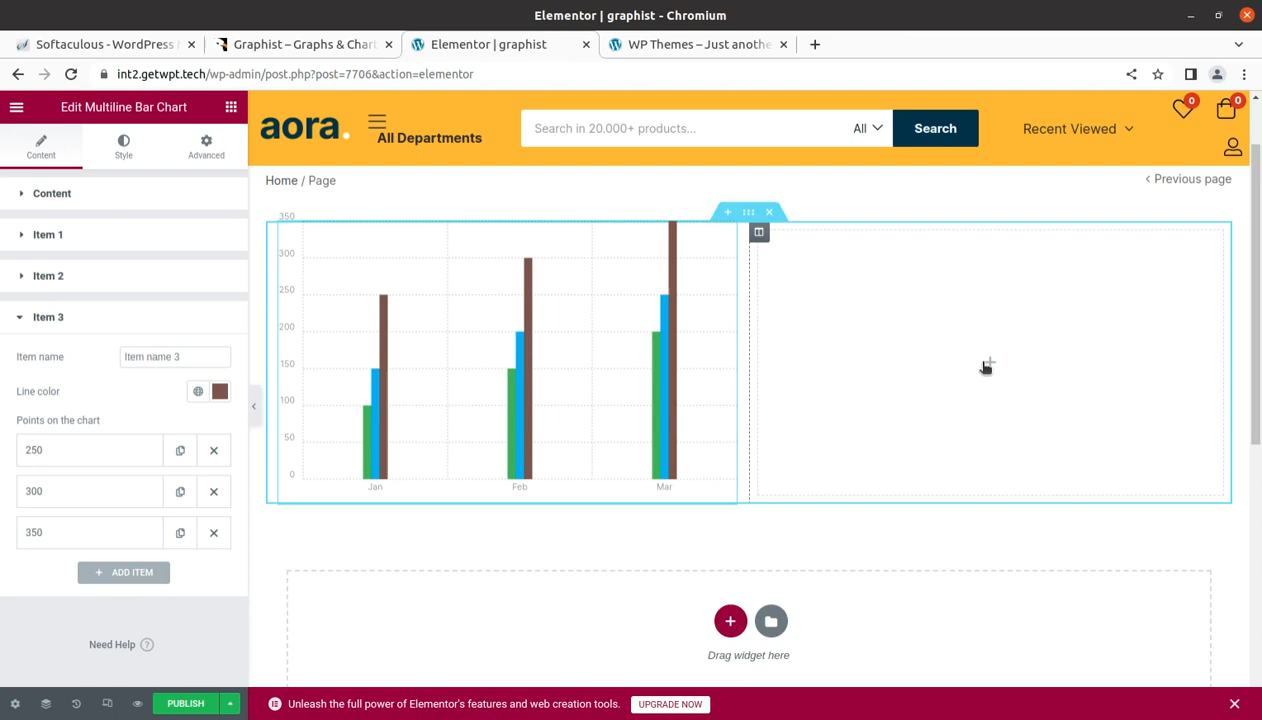 Elementor | graphist - Chromium
Softaculous - WordPress
Graphist – Graphs & Chart
Elementor | graphist
WP Themes – Just anothe
int2.getwpt.tech/wp-admin/post.php?post=7706&action=elementor
Edit Multiline Bar Chart
Content
Style
Advanced
Content
Item 1
Item 2
Item 3
Item name
Item name 3
Line color
Points on the chart
250
300
350
ADD ITEM
Need Help
PUBLISH
aora.
All Departments
Search in 20.000+ products...
All
Search
Recent Viewed
0
0
Home / Page
Previous page
350
300
250
200
150
100
50
0
Jan
Feb
Mar
Drag widget here
Unleash the full power of Elementor's features and web creation tools.
UPGRADE NOW